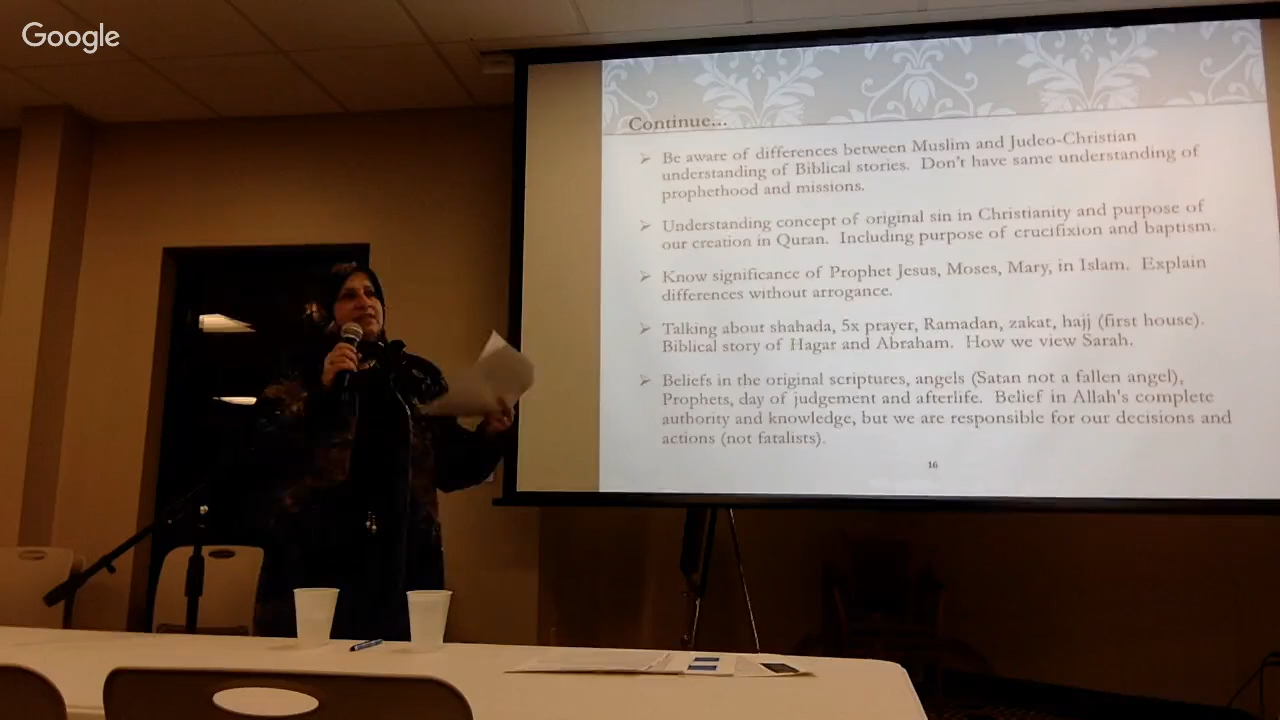 Google
Continue...
➢ Be aware of differences between Muslim and Judeo-Christian
understanding of Biblical stories. Don't have same understanding of
prophethood and missions.
➢ Understanding concept of original sin in Christianity and purpose of
our creation in Quran. Including purpose of crucifixion and baptism.
➢ Know significance of Prophet Jesus, Moses, Mary, in Islam. Explain
differences without arrogance.
➢ Talking about shahada, 5x prayer, Ramadan, zakat, hajj (first house).
Biblical story of Hagar and Abraham. How we view Sarah.
➢ Beliefs in the original scriptures, angels (Satan not a fallen angel),
Prophets, day of judgement and afterlife. Belief in Allah's complete
authority and knowledge, but we are responsible for our decisions and
actions (not fatalists).
16